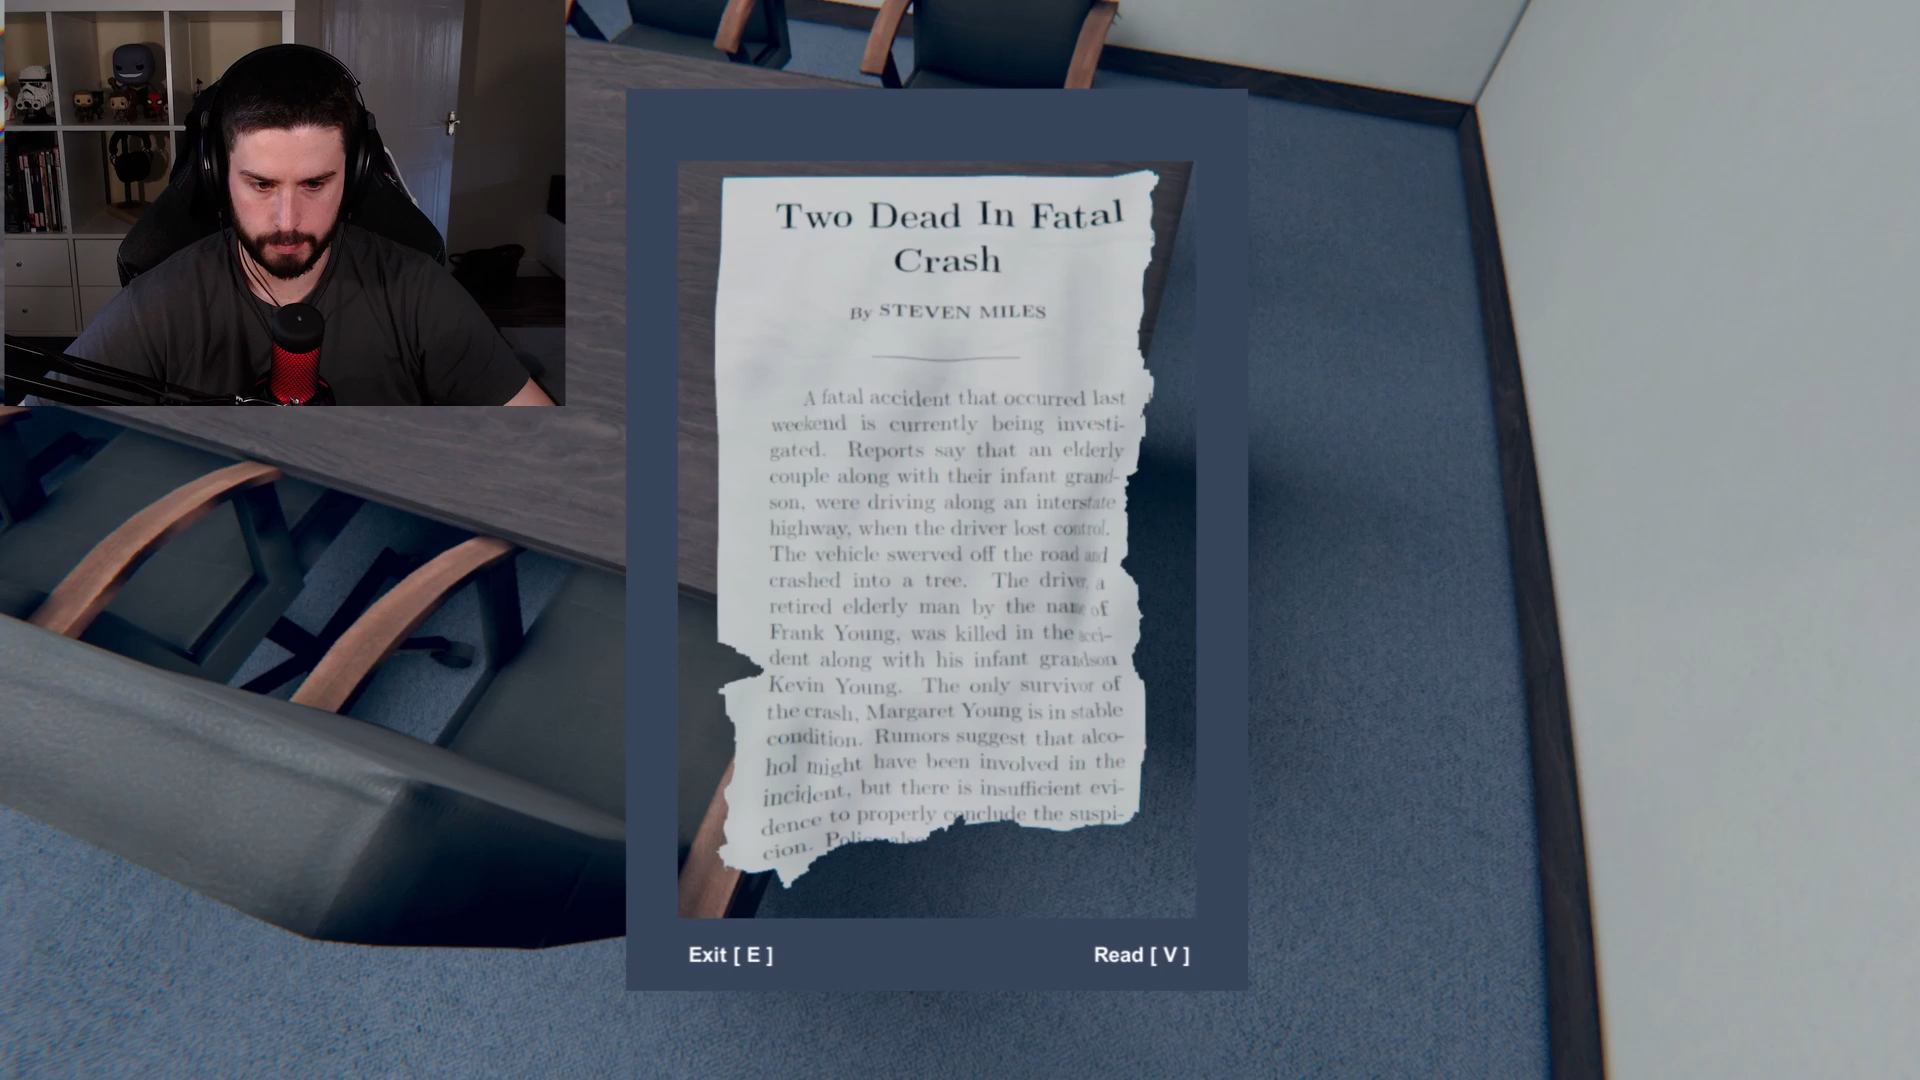 Two Dead In Fatal
Crash
By STEVEN MILES
A fatal accident that occurred last
weekend is currently being investi-
gated. Reports say that an elderly
couple along with their infant grand-
son, were driving along an interstate
highway, when the driver lost control.
The vehicle swerved off the road and
crashed into a tree. The driver, a
retired elderly man by the name of
Frank Young, was killed in the acci-
dent along with his infant grandson
Kevin Young. The only survivor of
the crash, Margaret Young is in stable
condition. Rumors suggest that alco-
hol might have been involved in the
incident, but there is insufficient evi-
dence to properly conclude the suspi-
cion. Police also
Exit [ E ]
Read [ V ]